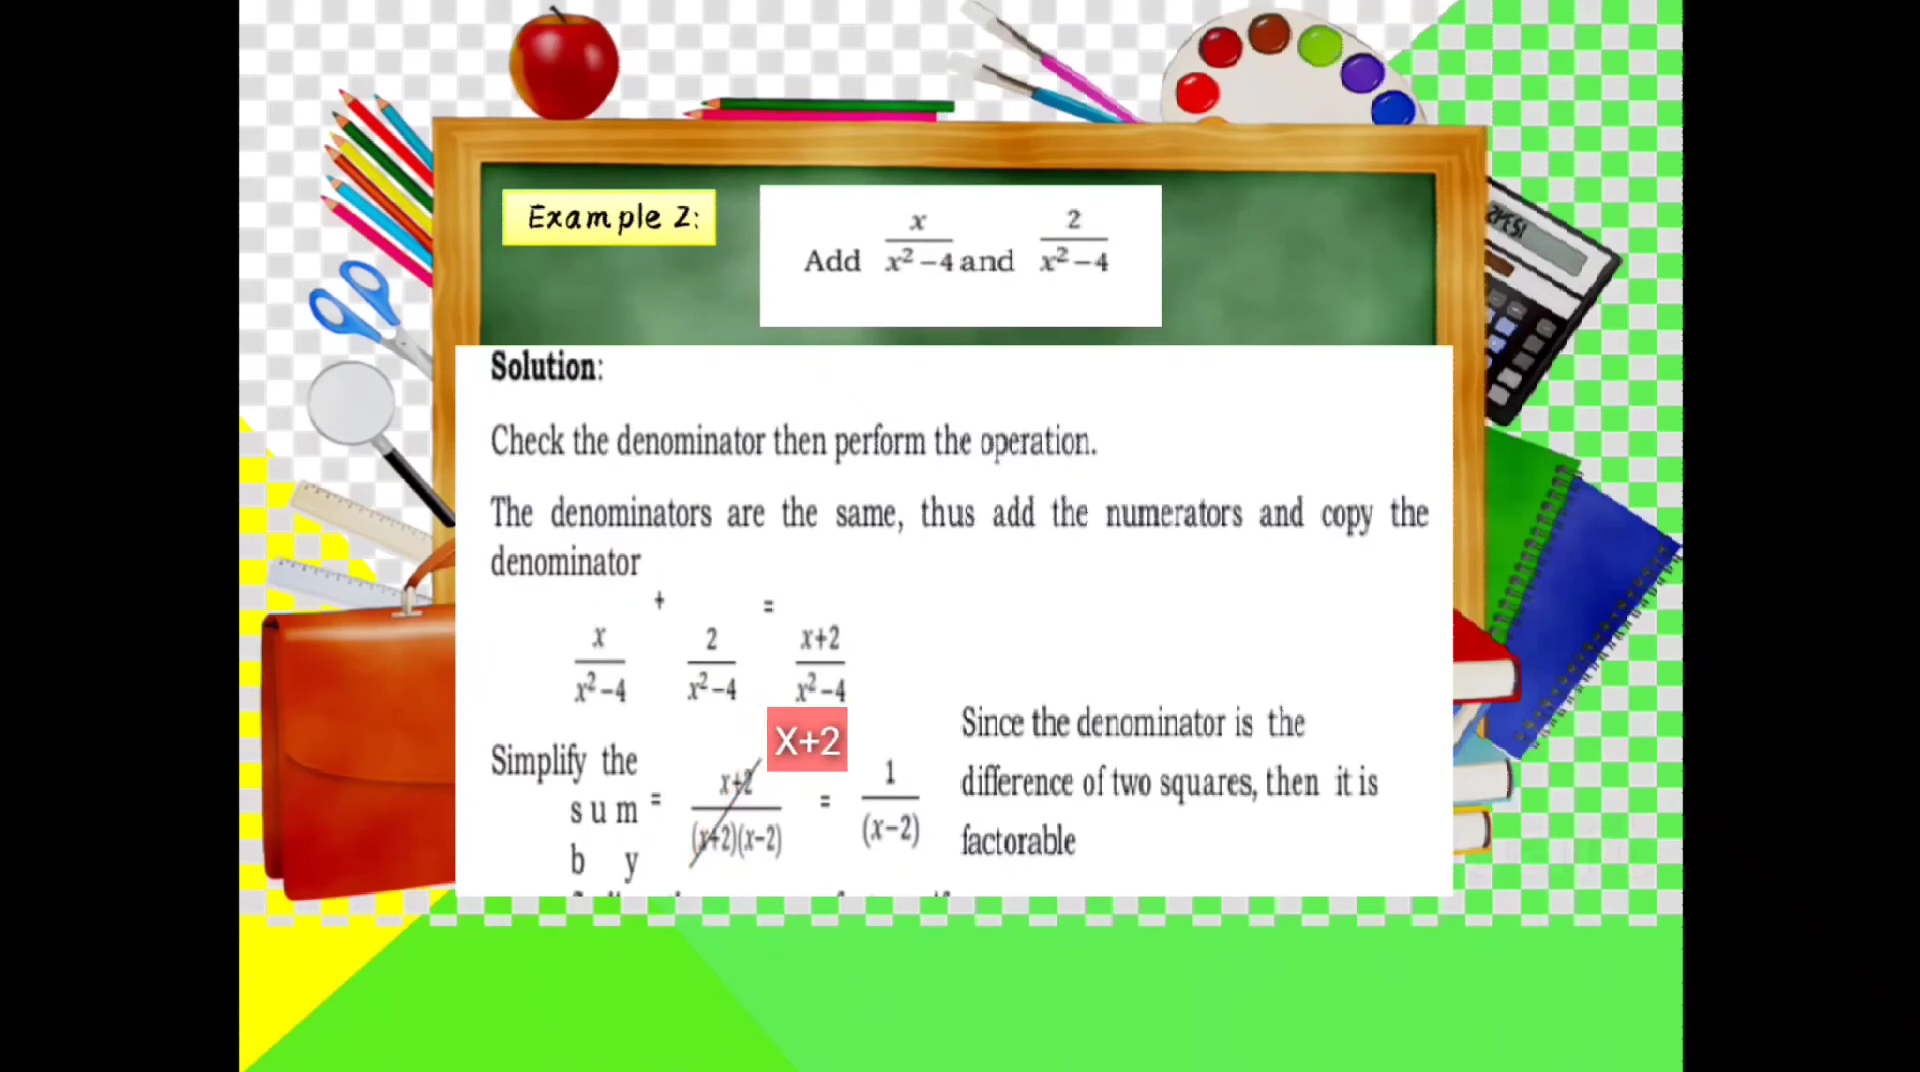 Example 2:
Add x/(x² – 4) and 2/(x² – 4)
Solution:
Check the denominator then perform the operation.
The denominators are the same, thus add the numerators and copy the
denominator
x/(x² – 4) + 2/(x² – 4) = (x+2)/(x² – 4)
X+2
Simplify the
sum
by
= (x+2)/((x+2)(x–2)) = 1/(x–2)
Since the denominator is the
difference of two squares, then it is
factorable